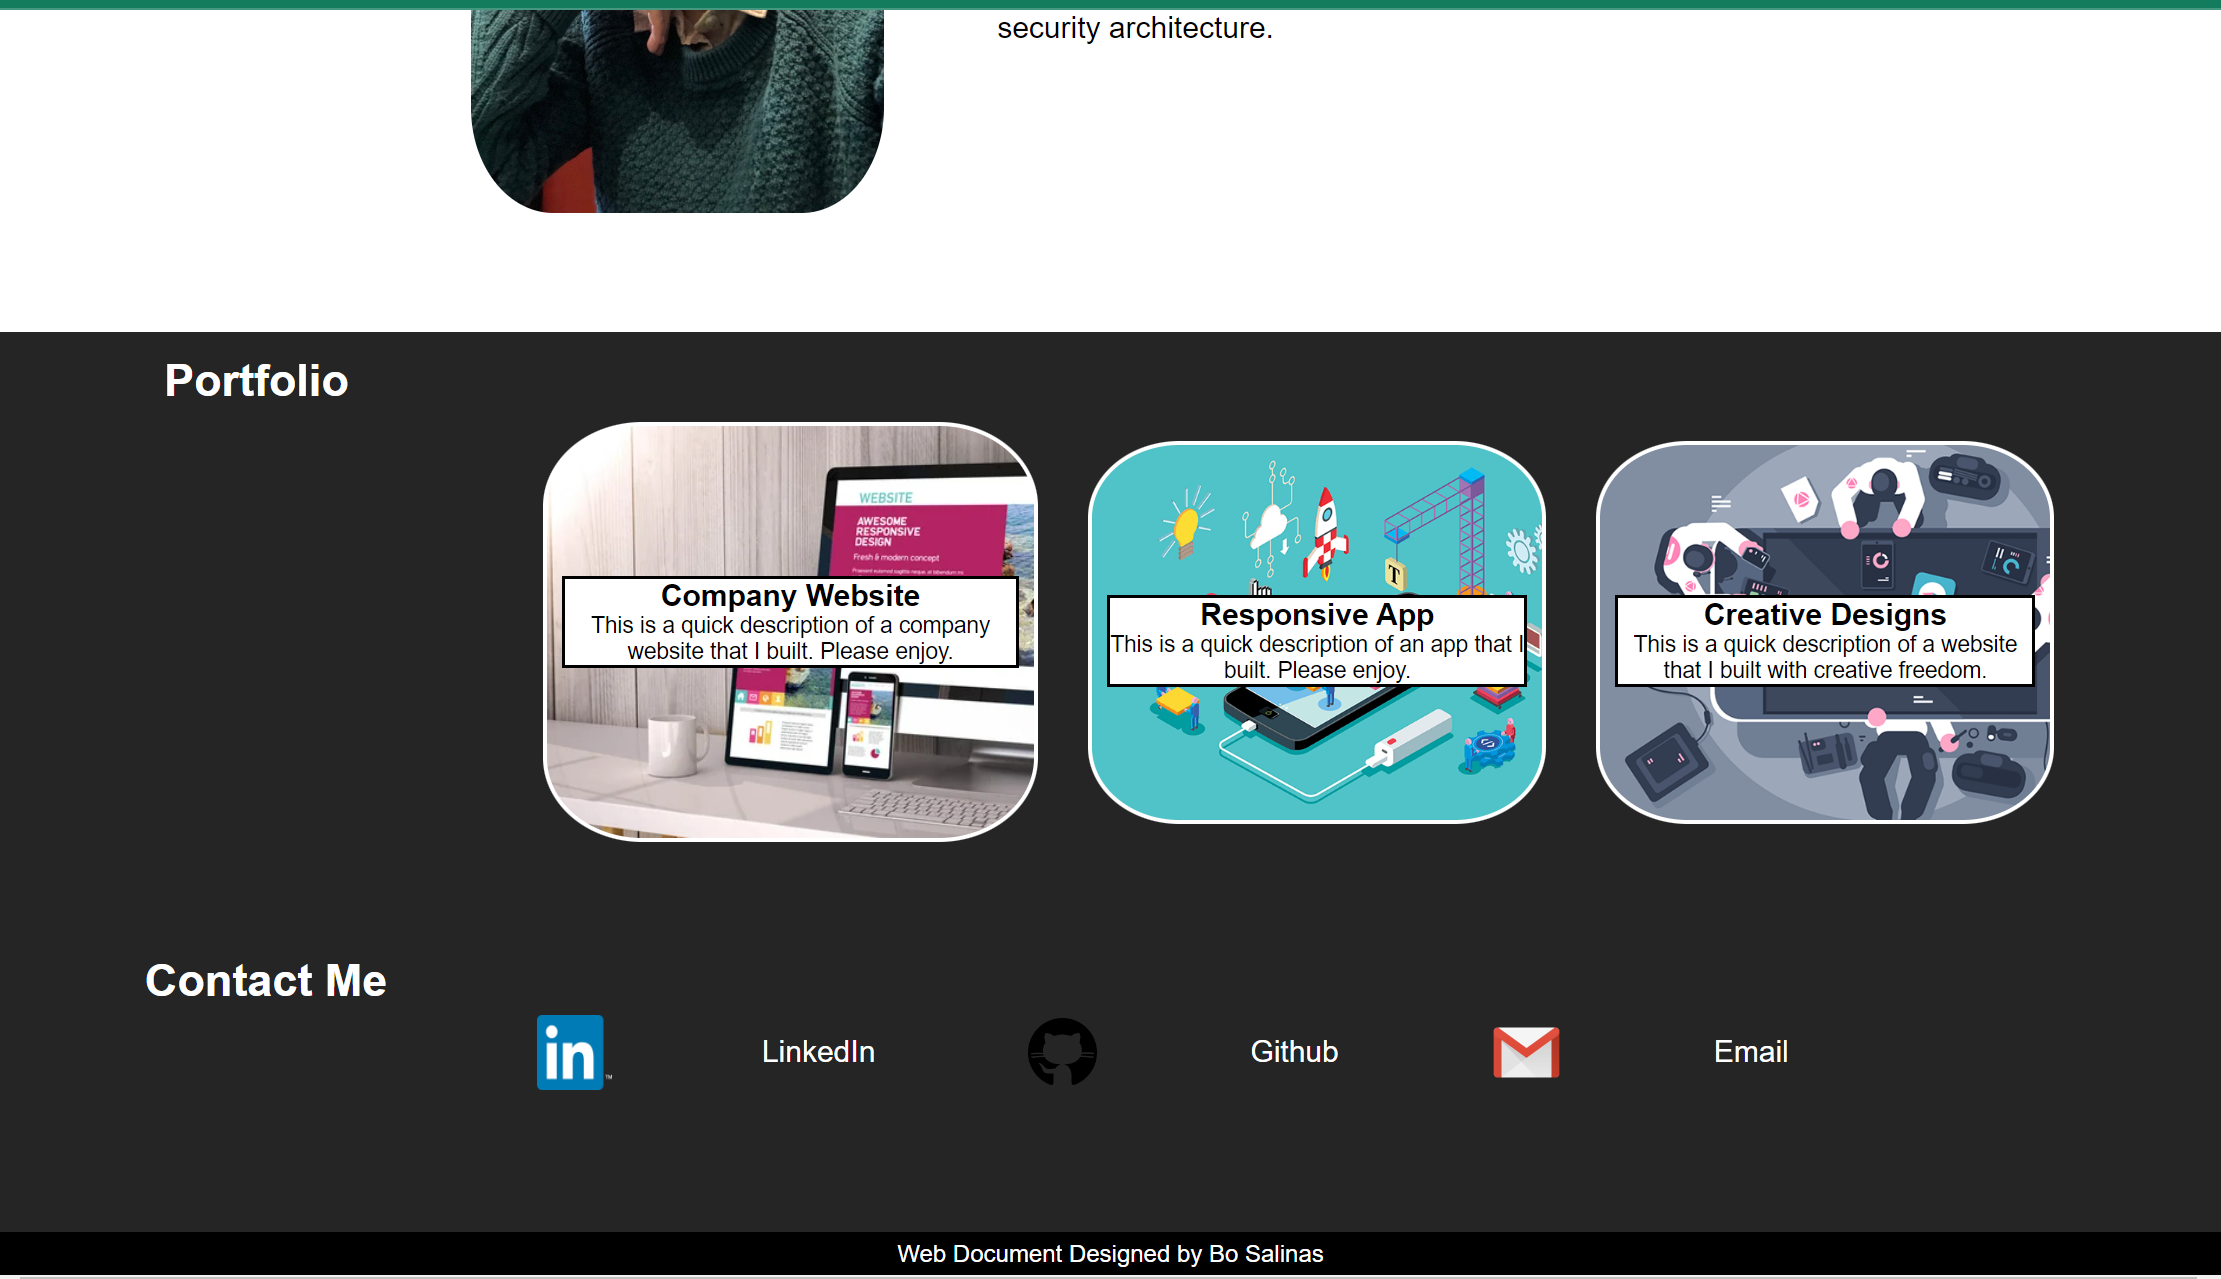 security architecture.
Portfolio
WEBSITE
AWESOME
RESPONSIVE
DESIGN
Fresh & modern concept
Company Website
This is a quick description of a company
website that I built. Please enjoy.
T
Responsive App
This is a quick description of an app that I
built. Please enjoy.
Creative Designs
This is a quick description of a website
that I built with creative freedom.
Contact Me
in ™
LinkedIn
Github
Email
Web Document Designed by Bo Salinas